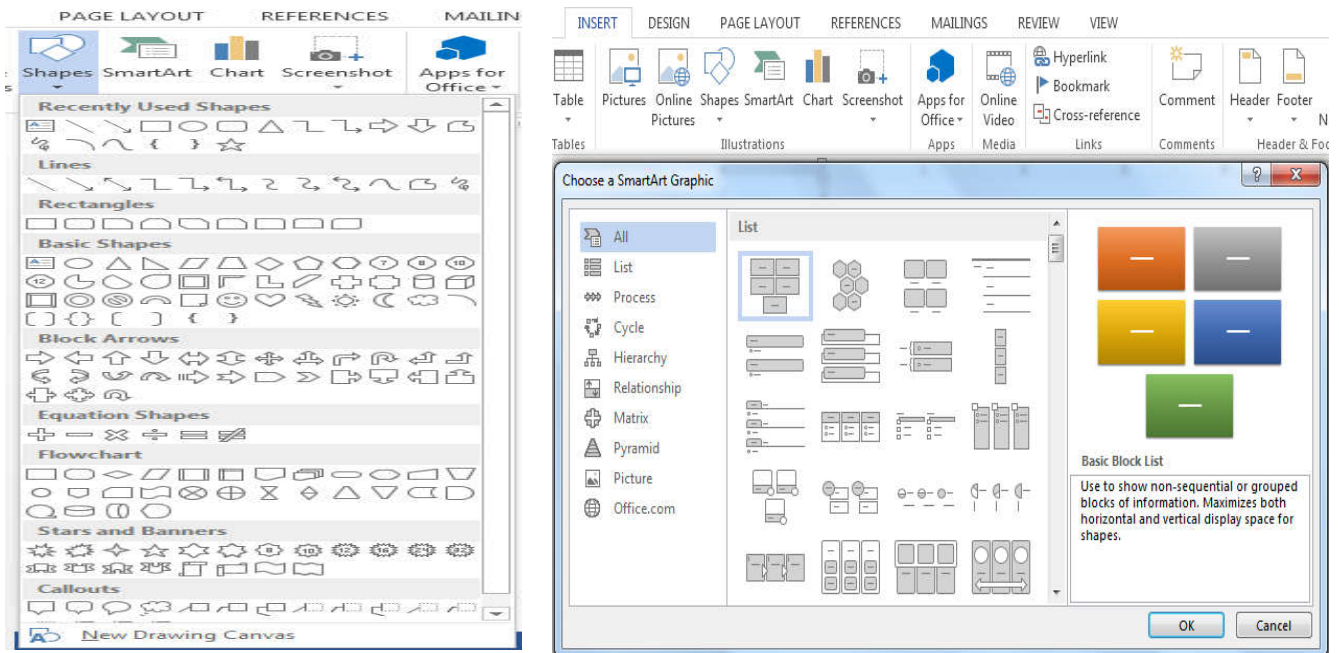 PAGE LAYOUT REFERENCES MAILIN
Shapes SmartArt Chart Screenshot Apps for
Office
Recently Used Shapes
Lines
Rectangles
Basic Shapes
Block Arrows
Equation Shapes
Flowchart
Stars and Banners
Callouts
New Drawing Canvas
INSERT DESIGN PAGE LAYOUT REFERENCES MAILINGS REVIEW VIEW
Table Pictures Online Pictures Shapes SmartArt Chart Screenshot Apps for Office Online Video Hyperlink Bookmark Cross-reference Comment Header Footer N
Tables Illustrations Apps Media Links Comments Header & Foo
Choose a SmartArt Graphic
All
List
Process
Cycle
Hierarchy
Relationship
Matrix
Pyramid
Picture
Office.com
List
Basic Block List
Use to show non-sequential or grouped
blocks of information. Maximizes both
horizontal and vertical display space for
shapes.
OK Cancel